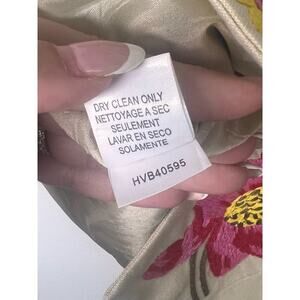 DRY CLEAN ONLY
NETTOYAGE A SEC
SEULEMENT
LAVAR EN SECO
SOLAMENTE
HVB40595